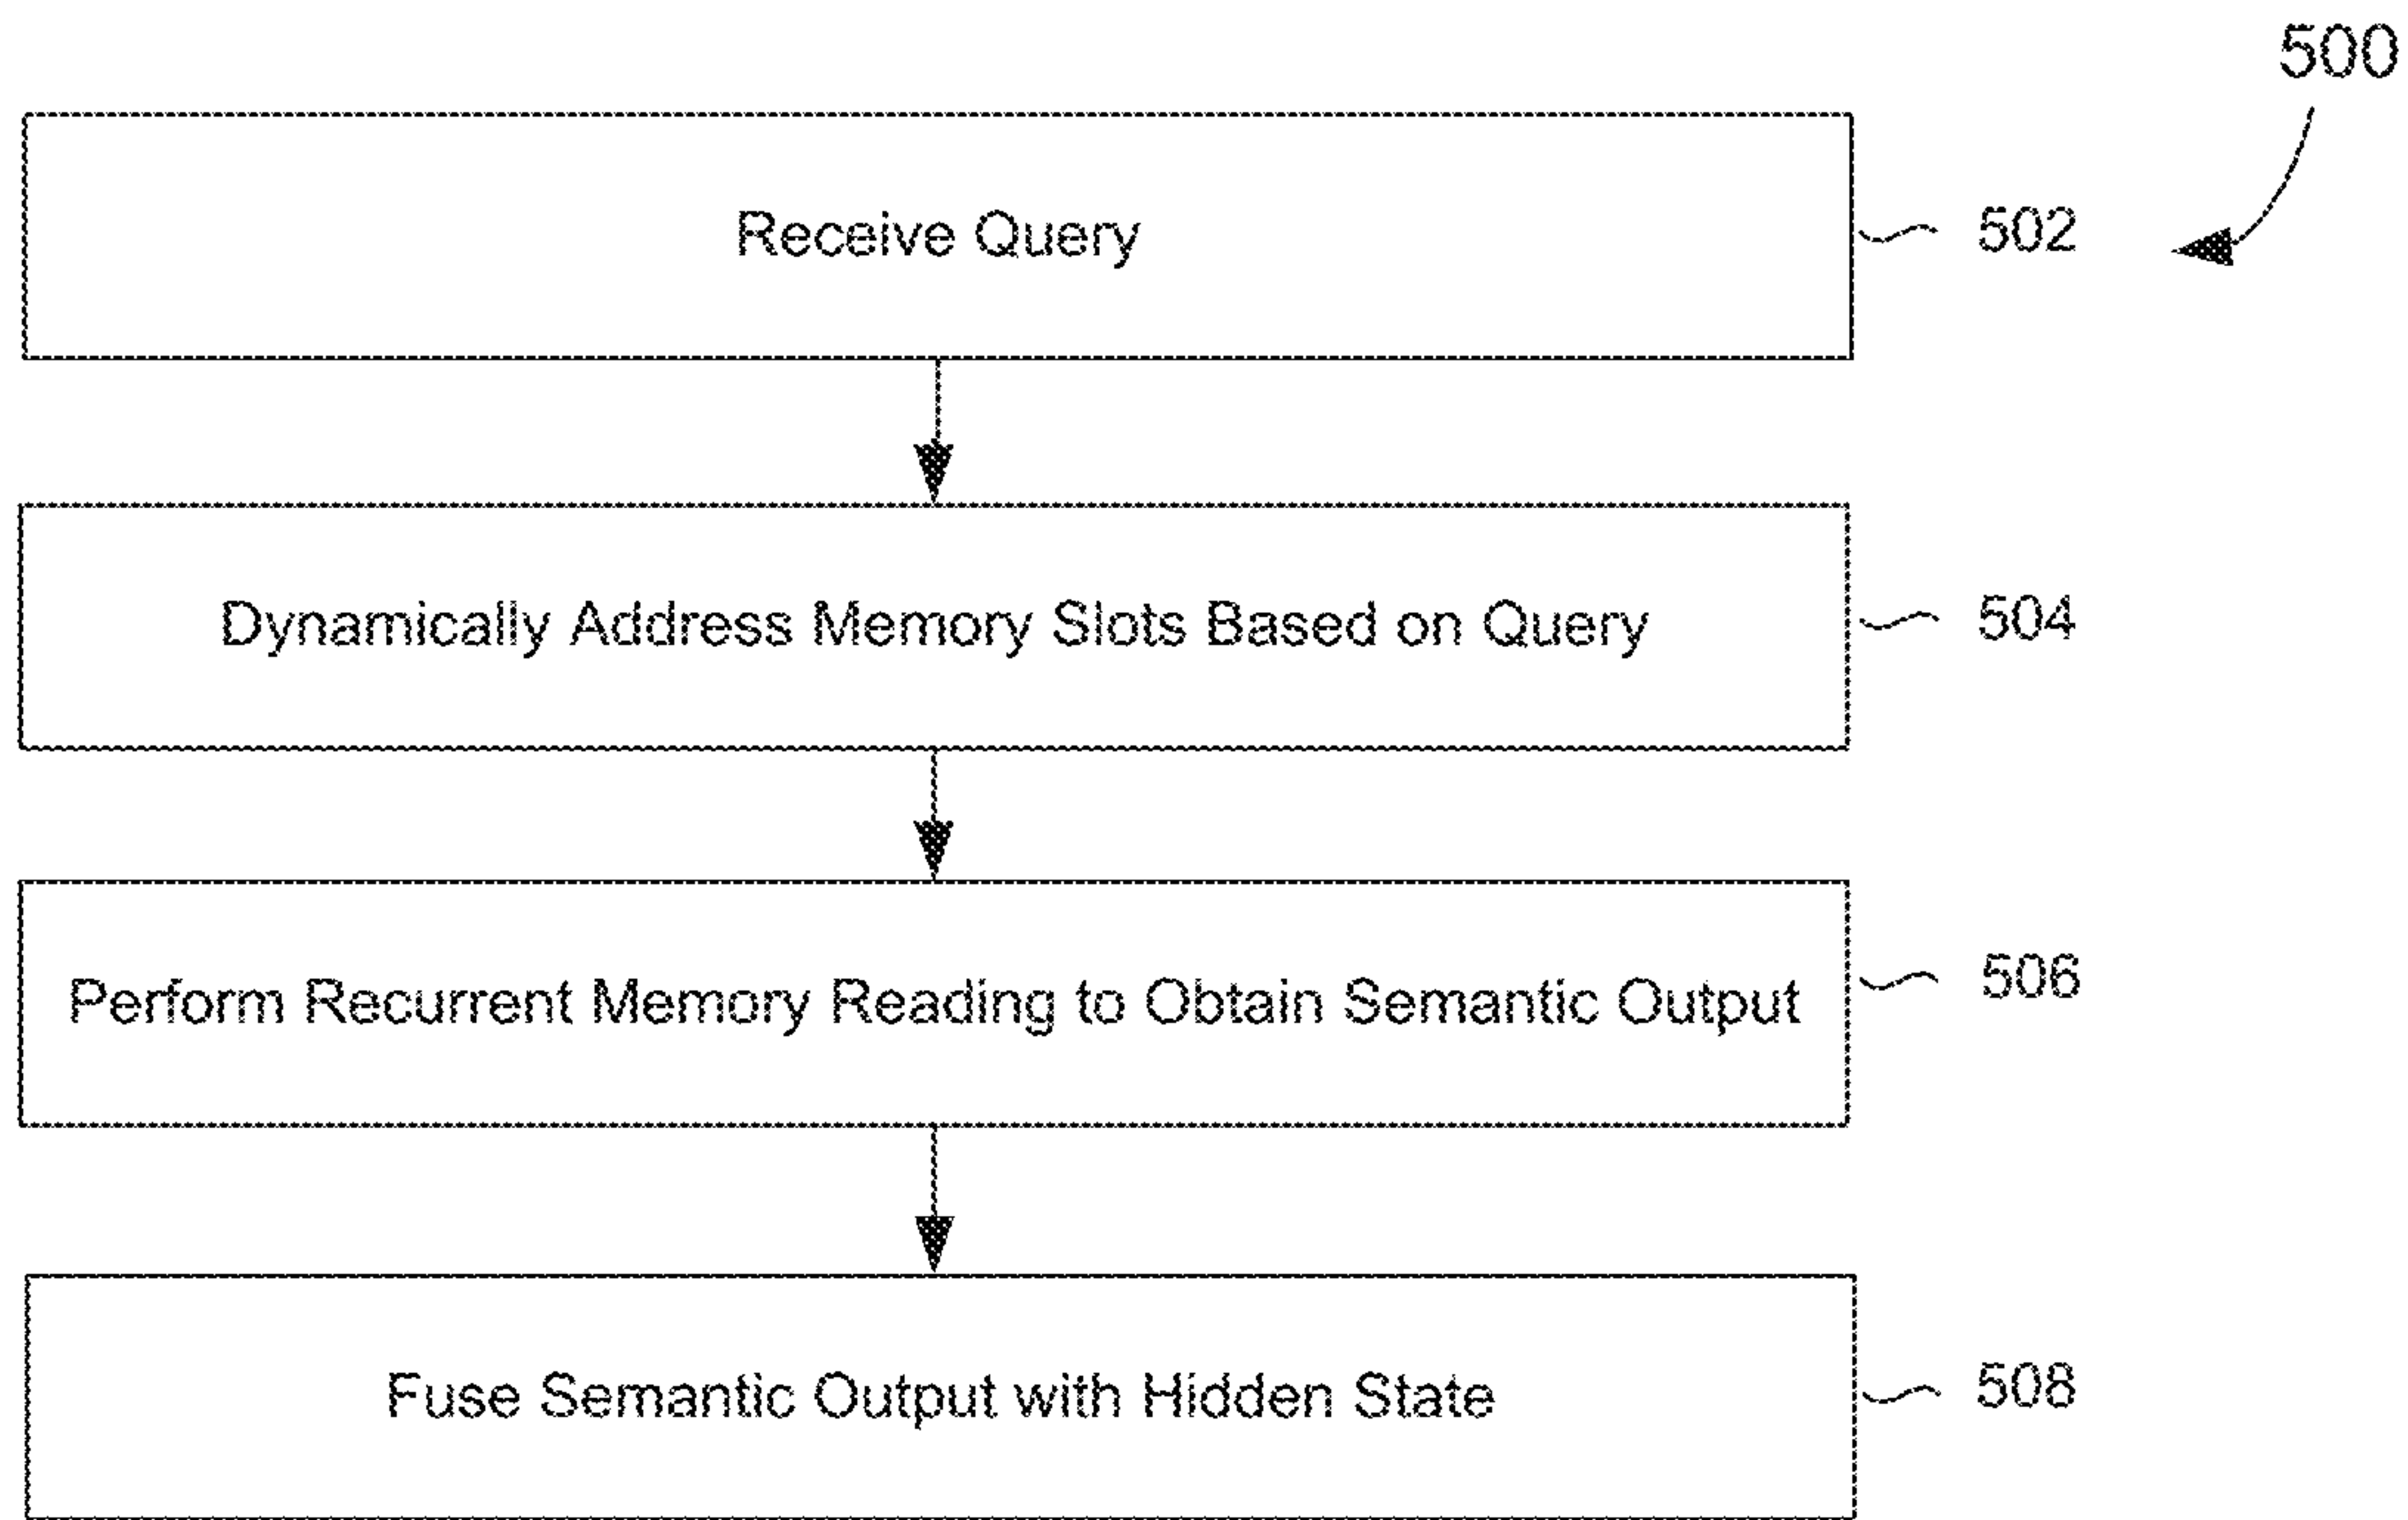 500
Receive Query
502
Dynamically Address Memory Slots Based on Query
504
Perform Recurrent Memory Reading to Obtain Semantic Output
506
Fuse Semantic Output with Hidden State
508